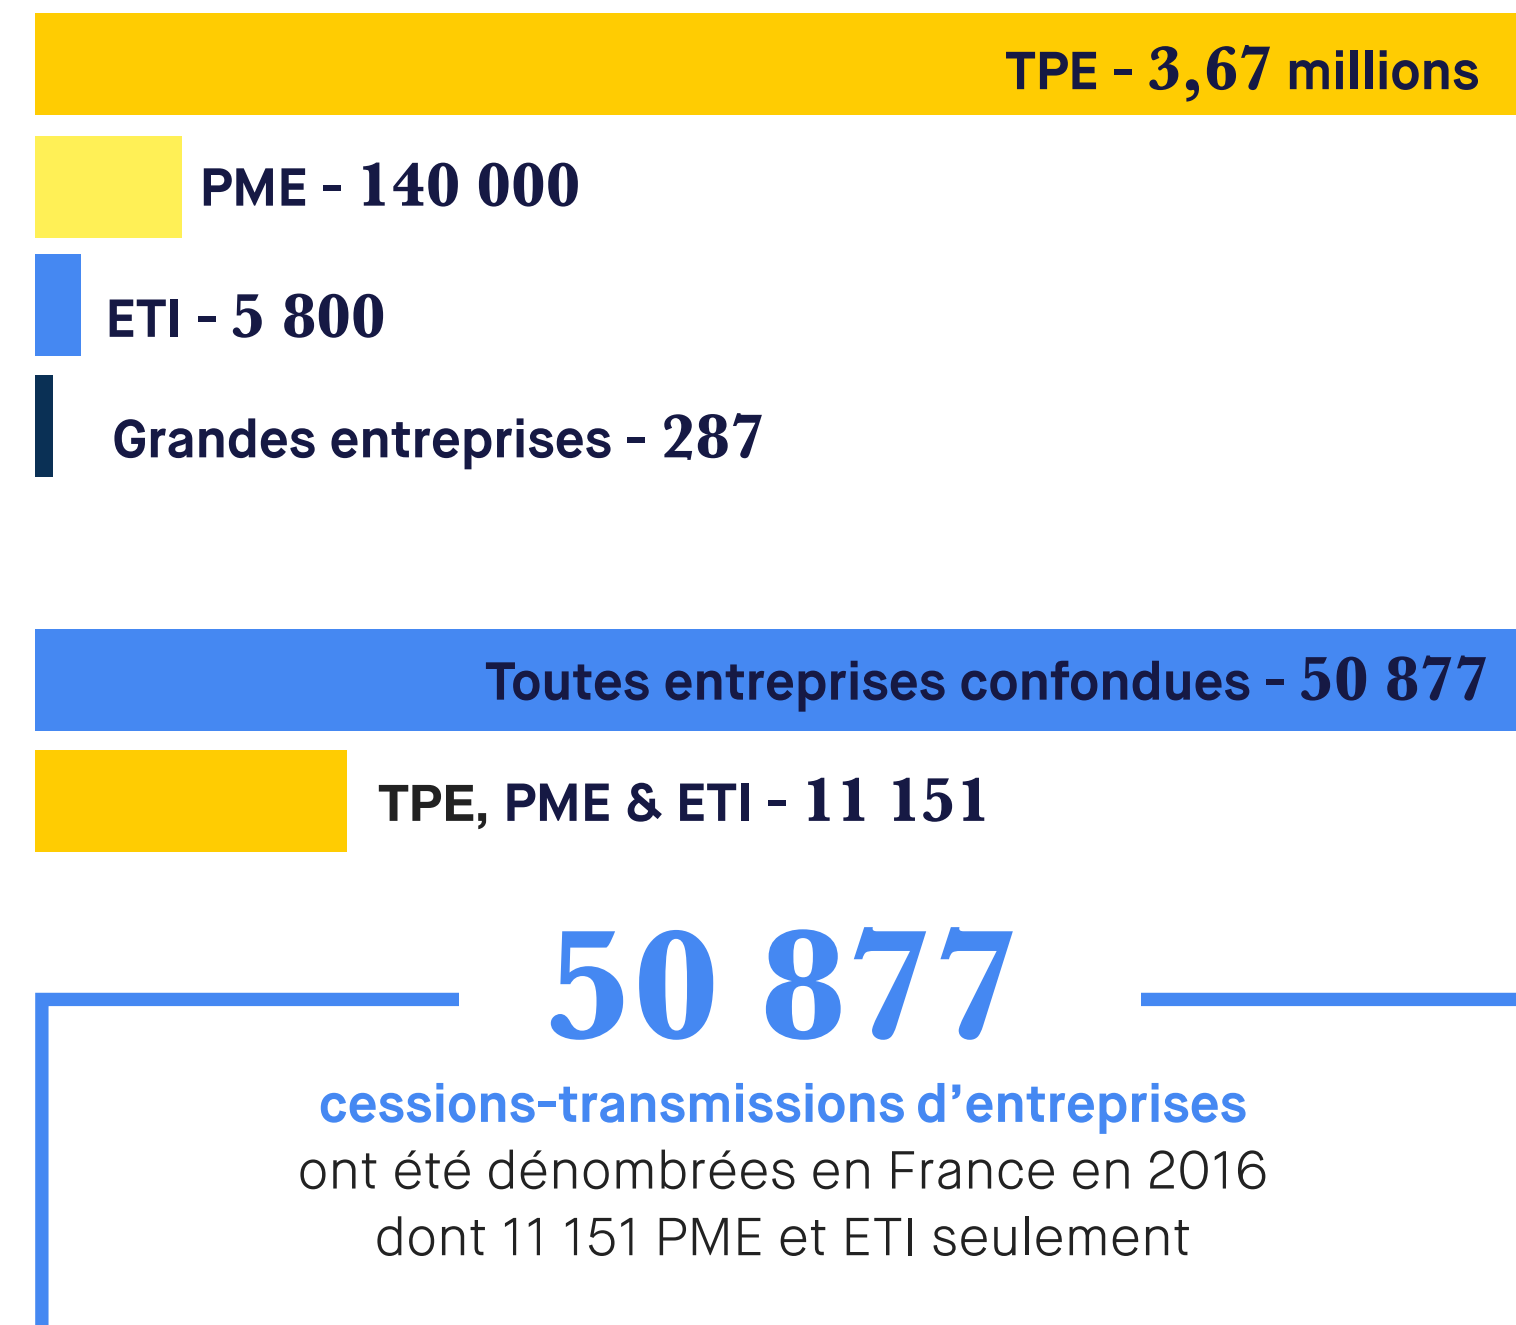 TPE - 3,67 millions
PME - 140 000
ETI - 5 800
Grandes entreprises - 287
Toutes entreprises confondues - 50 877
TPE, PME & ETI - 11 151
50 877
cessions-transmissions d’entreprises
ont été dénombrées en France en 2016
dont 11 151 PME et ETI seulement